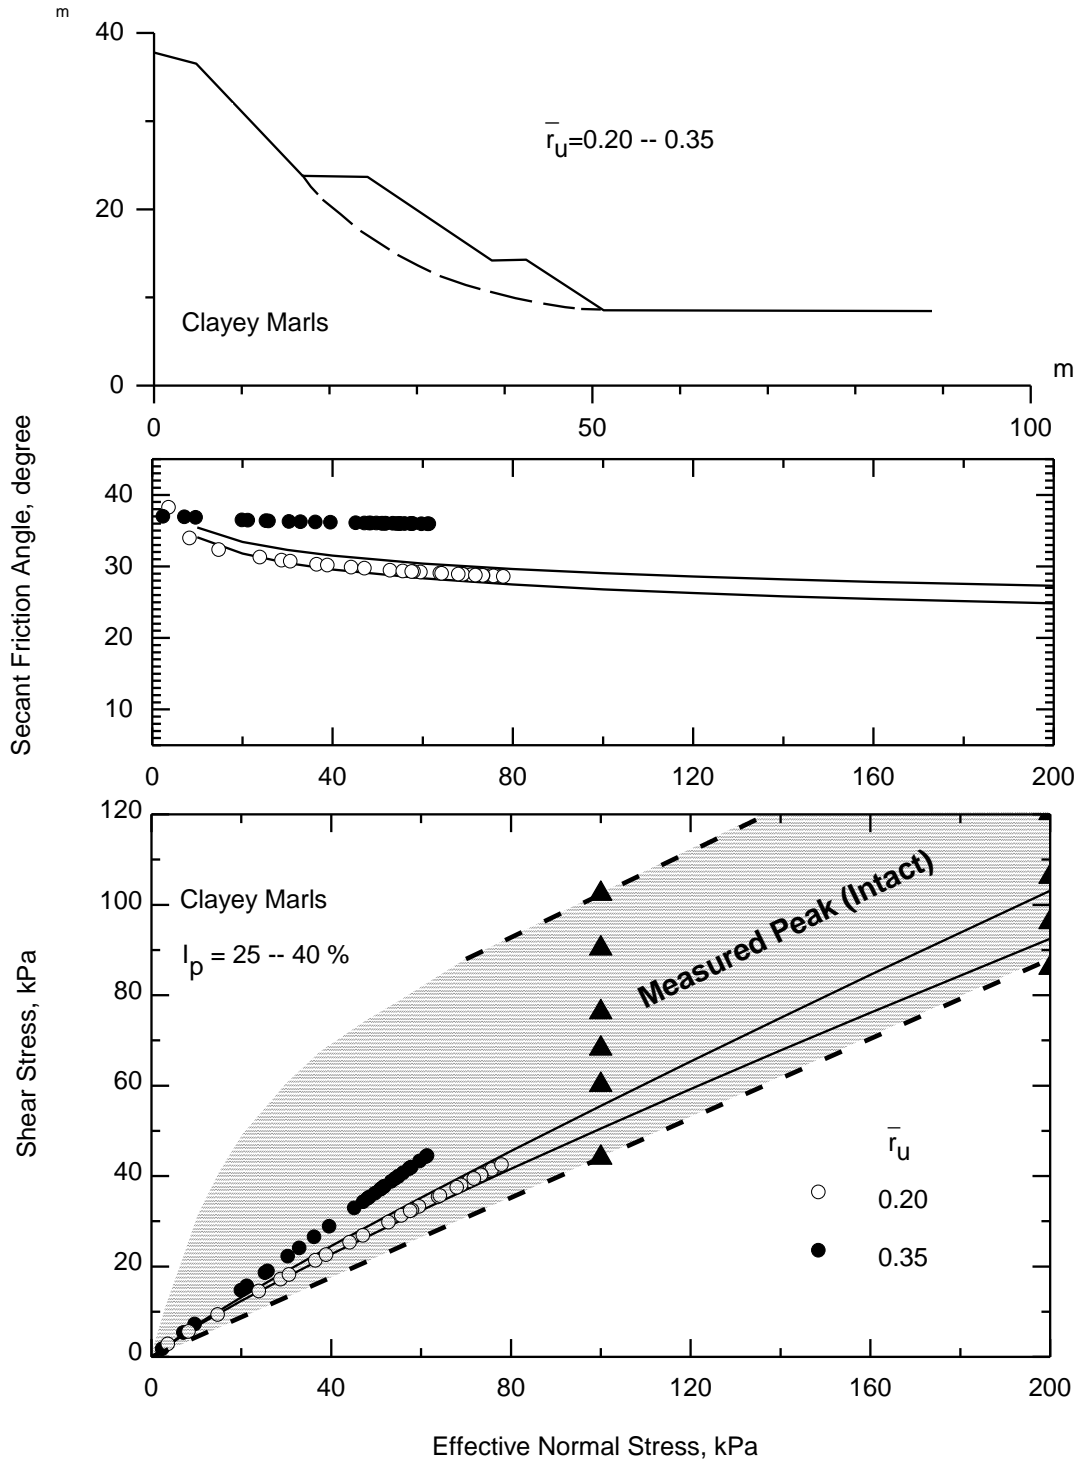 m
40
r̅u=0.20 -- 0.35
20
Clayey Marls
0
m
0 50 100
Secant Friction Angle, degree
40
30
20
10
0 40 80 120 160 200
Shear Stress, kPa
120
100
80
60
40
20
0
Clayey Marls
Ip = 25 -- 40 %
Measured Peak (Intact)
r̅u
0.20
0.35
0 40 80 120 160 200
Effective Normal Stress, kPa